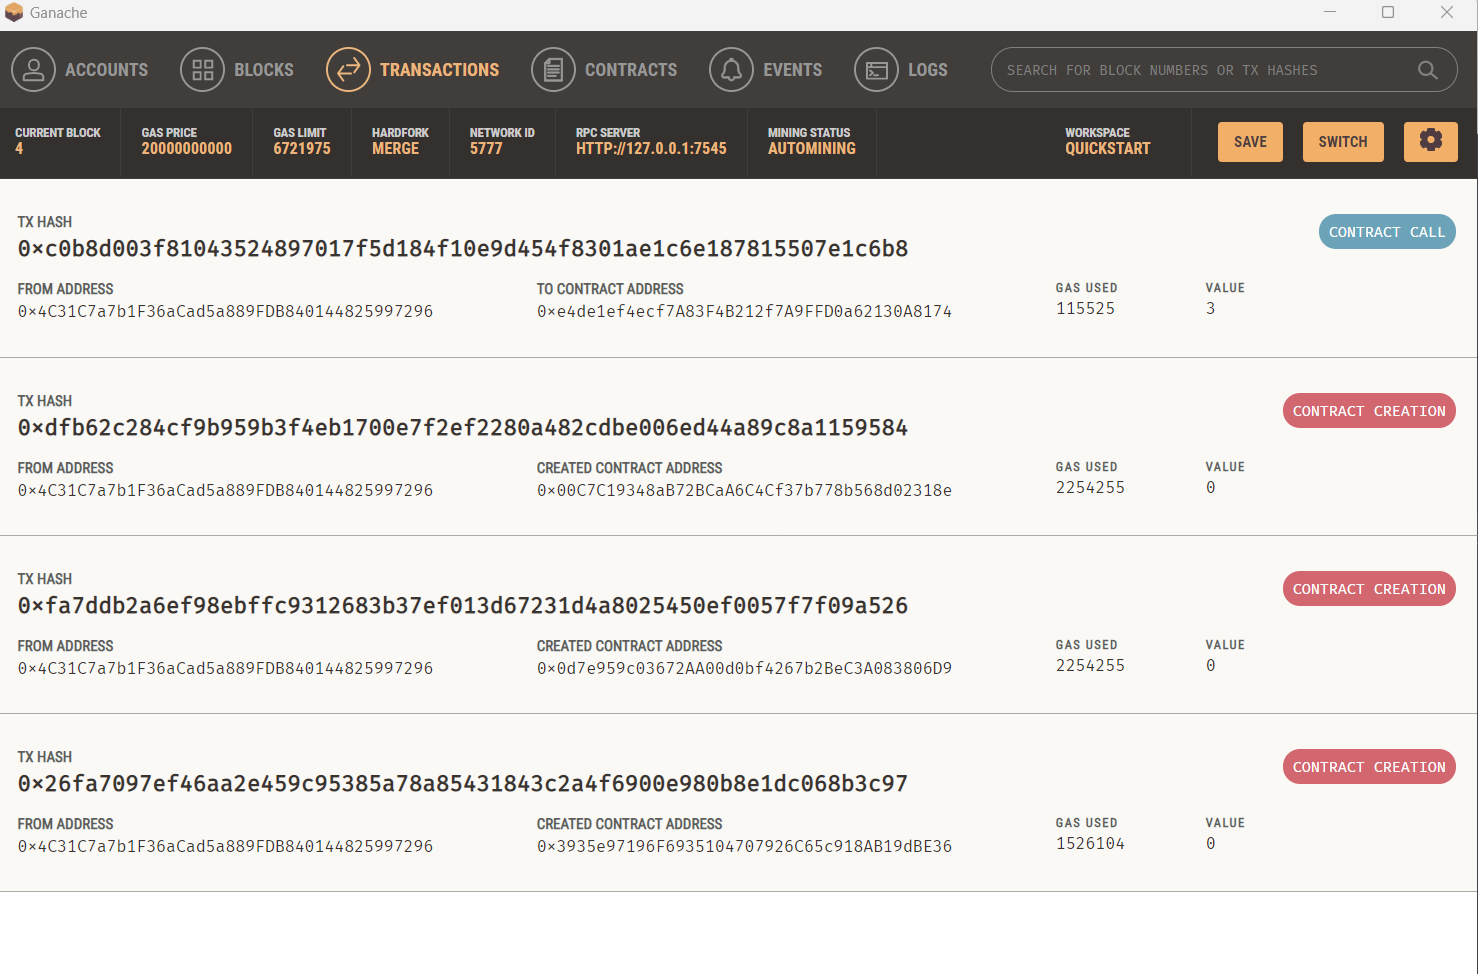 Ganache
ACCOUNTS BLOCKS TRANSACTIONS CONTRACTS EVENTS LOGS SEARCH FOR BLOCK NUMBERS OR TX HASHES
CURRENT BLOCK GAS PRICE GAS LIMIT HARDFORK NETWORK ID RPC SERVER MINING STATUS WORKSPACE
4 20000000000 6721975 MERGE 5777 HTTP://127.0.0.1:7545 AUTOMINING QUICKSTART SAVE SWITCH
TX HASH
0×c0b8d003f81043524897017f5d184f10e9d454f8301ae1c6e187815507e1c6b8 CONTRACT CALL
FROM ADDRESS TO CONTRACT ADDRESS GAS USED VALUE
0×4C31C7a7b1F36aCad5a889FDB840144825997296 0×e4de1ef4ecf7A83F4B212f7A9FFD0a62130A8174 115525 3
TX HASH
0×dfb62c284cf9b959b3f4eb1700e7f2ef2280a482cdbe006ed44a89c8a1159584 CONTRACT CREATION
FROM ADDRESS CREATED CONTRACT ADDRESS GAS USED VALUE
0×4C31C7a7b1F36aCad5a889FDB840144825997296 0×00C7C19348aB72BCaA6C4Cf37b778b568d02318e 2254255 0
TX HASH
0×fa7ddb2a6ef98ebffc9312683b37ef013d67231d4a8025450ef0057f7f09a526 CONTRACT CREATION
FROM ADDRESS CREATED CONTRACT ADDRESS GAS USED VALUE
0×4C31C7a7b1F36aCad5a889FDB840144825997296 0×0d7e959c03672AA00d0bf4267b2BeC3A083806D9 2254255 0
TX HASH
0×26fa7097ef46aa2e459c95385a78a85431843c2a4f6900e980b8e1dc068b3c97 CONTRACT CREATION
FROM ADDRESS CREATED CONTRACT ADDRESS GAS USED VALUE
0×4C31C7a7b1F36aCad5a889FDB840144825997296 0×3935e97196F6935104707926C65c918AB19dBE36 1526104 0